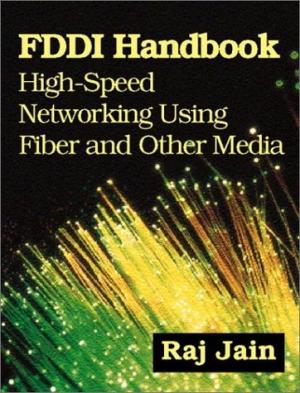 FDDI Handbook
High-Speed
Networking Using
Fiber and Other Media
Raj Jain